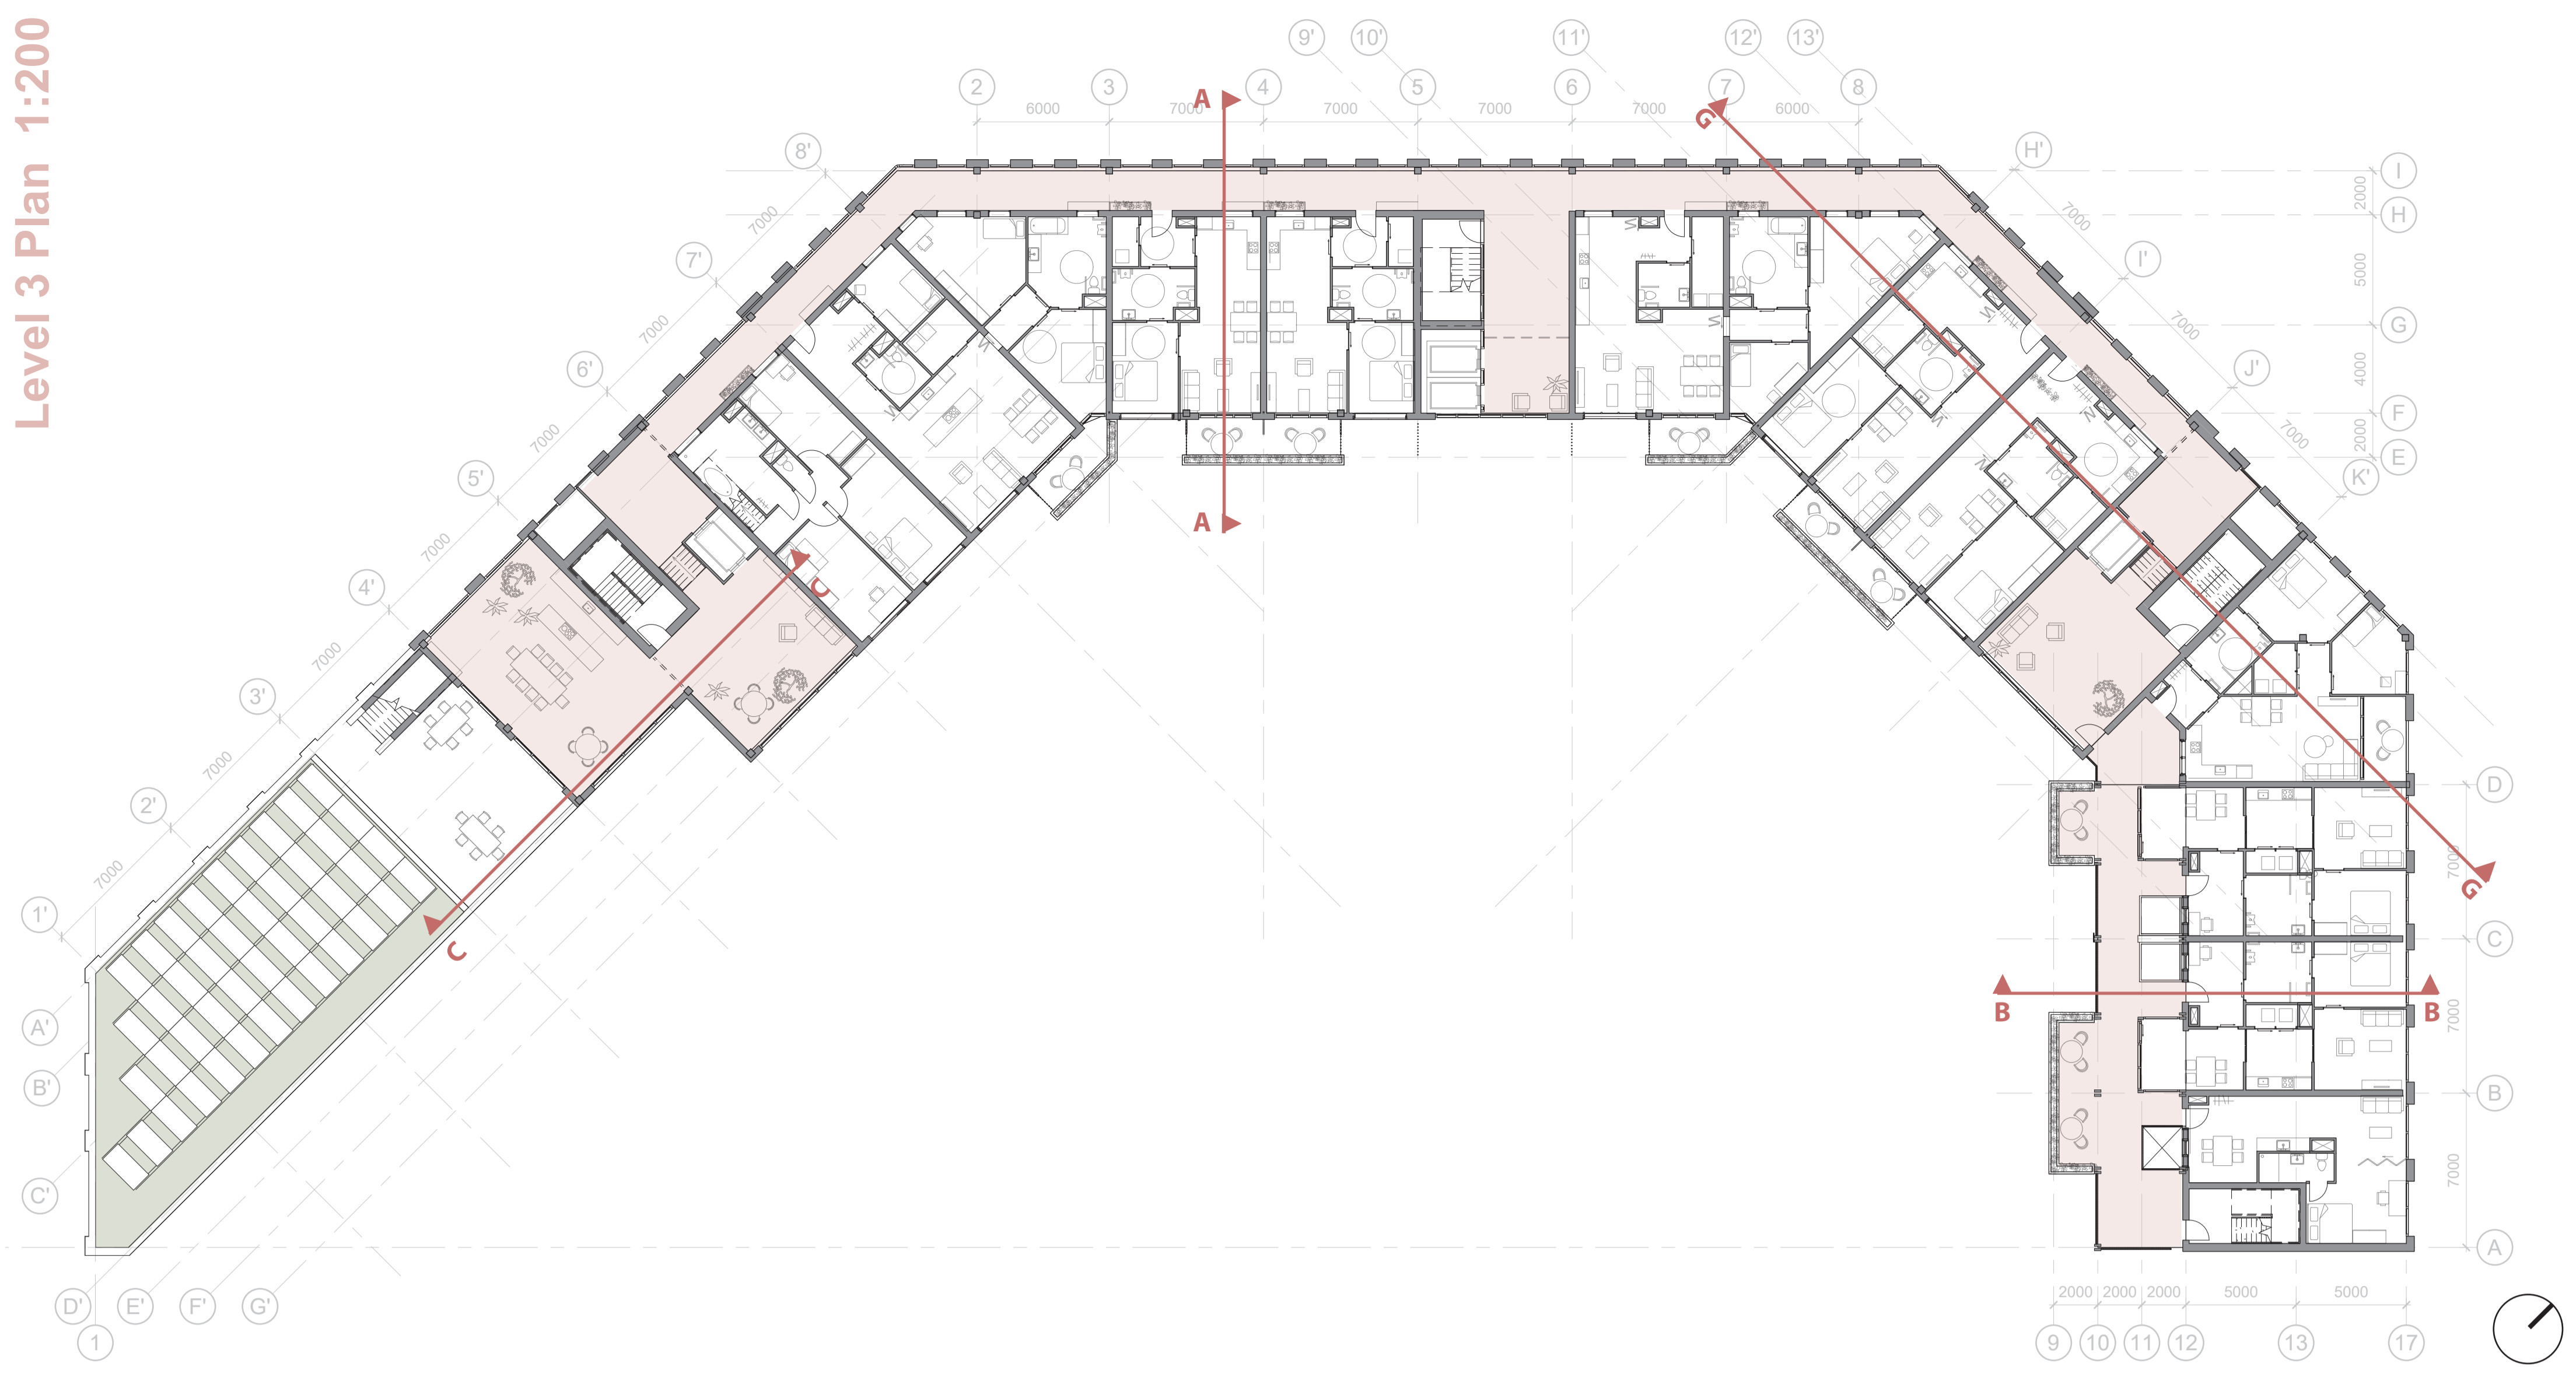 Level 3 Plan 1:200
9' 10' 11' 12' 13'
2 3 4 5 6 7 8
6000 7000 7000 7000 7000 6000
A
G
8'
7000
7'
7000
6'
7000
5'
7000
4'
7000
3'
7000
2'
7000
1'
H'
7000
I'
7000
J'
7000
K'
I
2000
H
5000
G
4000
F
2000
E
A
C
C
G
D
7000
C
7000
B
7000
A
B B
A'
B'
C'
D' E' F' G'
1
2000 2000 2000 5000 5000
9 10 11 12 13 17
W
W
W
W
W
W
W
W
W